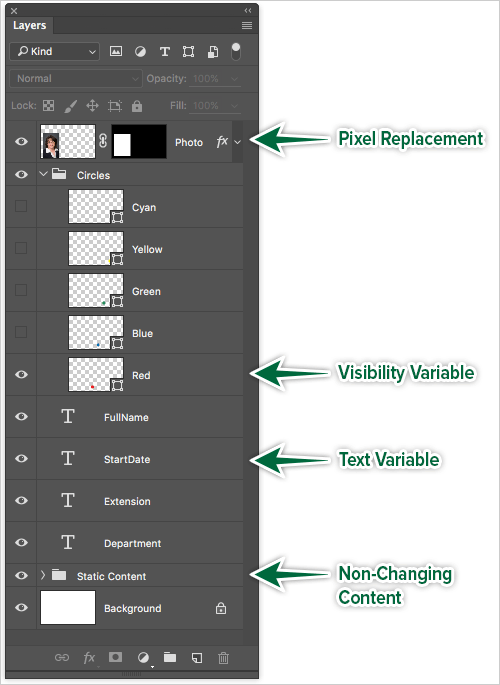 Layers
Kind
Normal Opacity: 100%
Lock: Fill: 100%
Photo fx
Pixel Replacement
Circles
Cyan
Yellow
Green
Blue
Red
Visibility Variable
T FullName
T StartDate
Text Variable
T Extension
T Department
Static Content
Non-Changing
Content
Background
fx